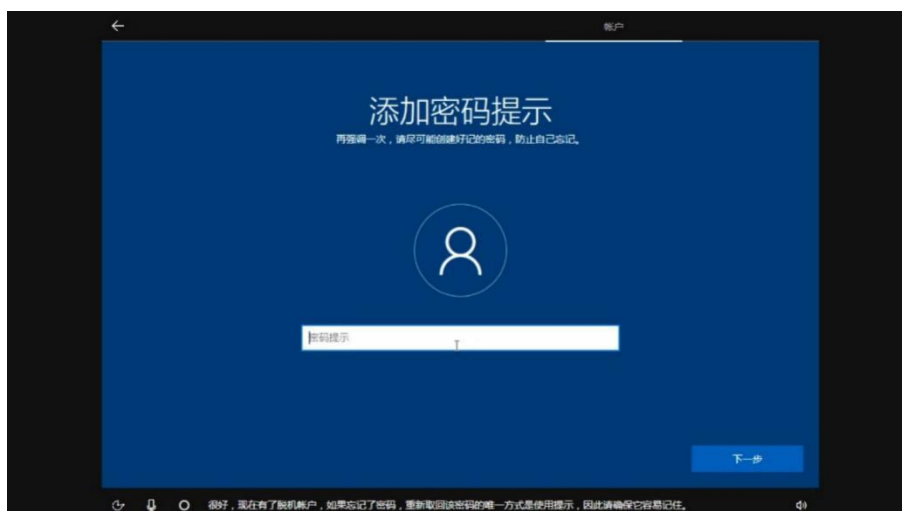 帐户
添加密码提示
再强调一次，请尽可能创建好记的密码，防止自己忘记。
密码提示
下一步
很好，现在有了脱机帐户，如果忘记了密码，重新取回该密码的唯一方式是使用提示，因此请确保它容易记住。